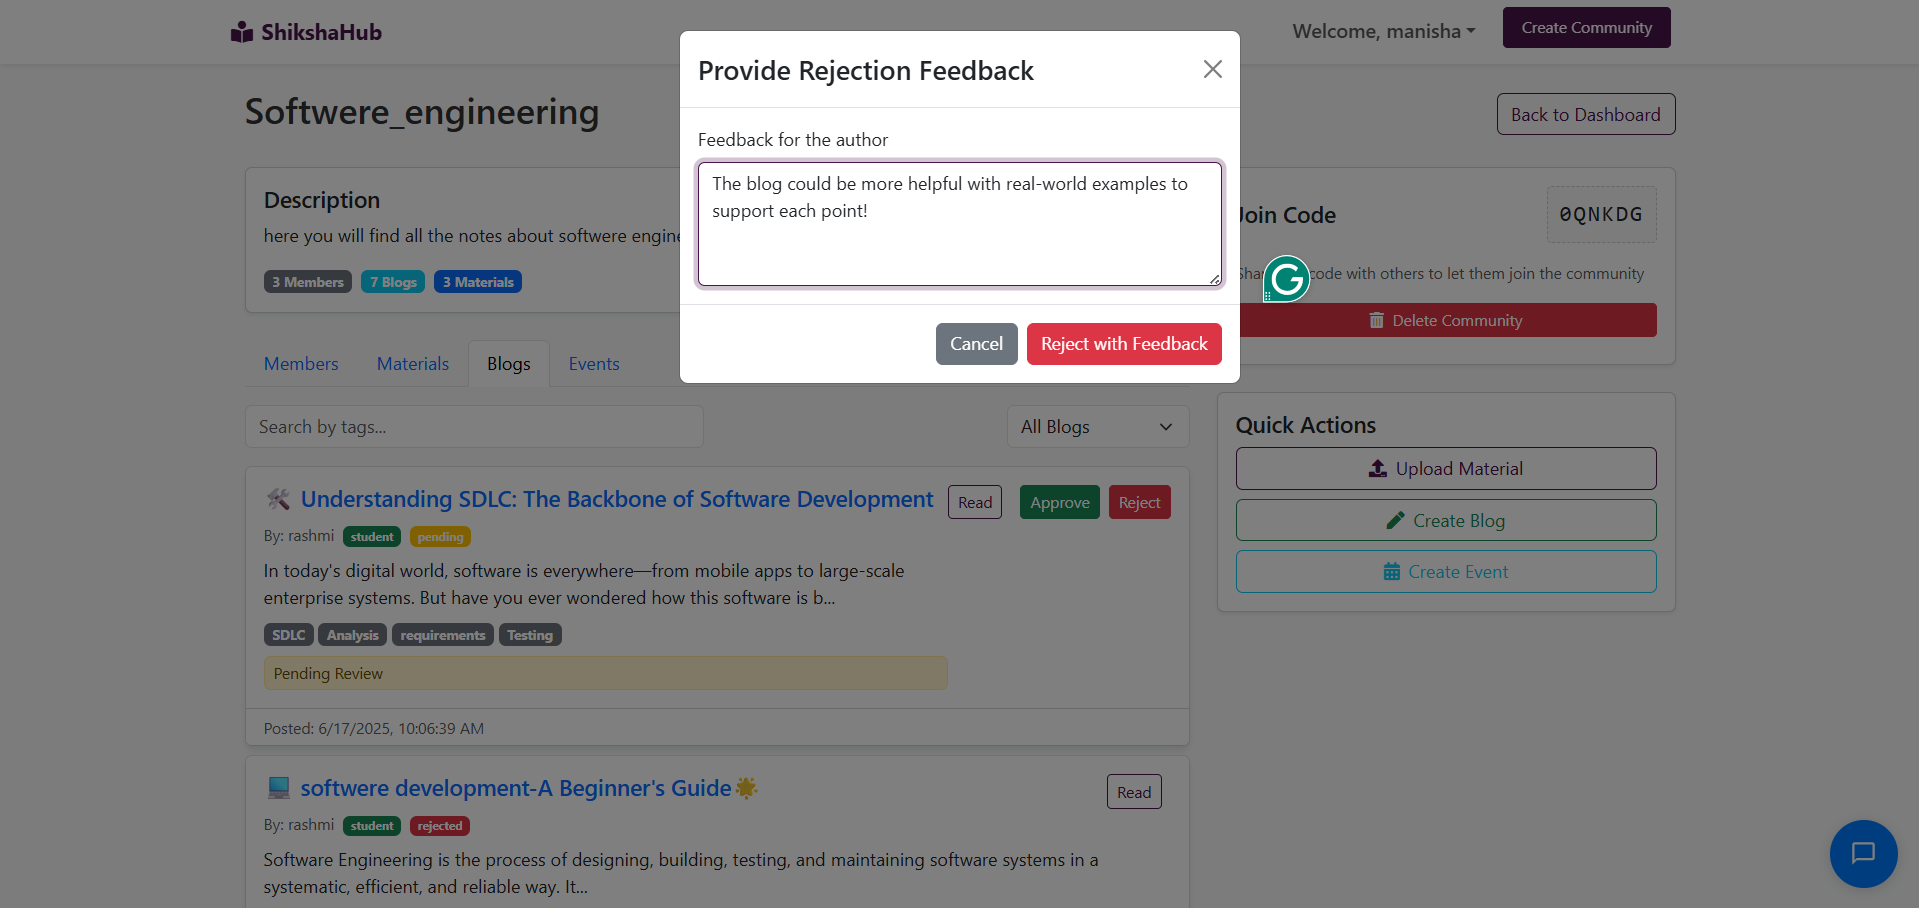 ShikshaHub
Welcome, manisha
Create Community
Provide Rejection Feedback
Feedback for the author
The blog could be more helpful with real-world examples to
support each point!
Cancel
Reject with Feedback
Softwere_engineering
Back to Dashboard
Description
here you will find all the notes about softwere
3 Members
7 Blogs
3 Materials
Join Code
0QNKDG
code with others to let them join the community
Delete Community
Members
Materials
Blogs
Events
Search by tags...
All Blogs
Quick Actions
Upload Material
Create Blog
Create Event
Understanding SDLC: The Backbone of Software Development
Read
Approve
Reject
By: rashmi
student
pending
In today's digital world, software is everywhere—from mobile apps to large-scale
enterprise systems. But have you ever wondered how this software is b...
SDLC
Analysis
requirements
Testing
Pending Review
Posted: 6/17/2025, 10:06:39 AM
softwere development-A Beginner's Guide
Read
By: rashmi
student
rejected
Software Engineering is the process of designing, building, testing, and maintaining software systems in a
systematic, efficient, and reliable way. It...